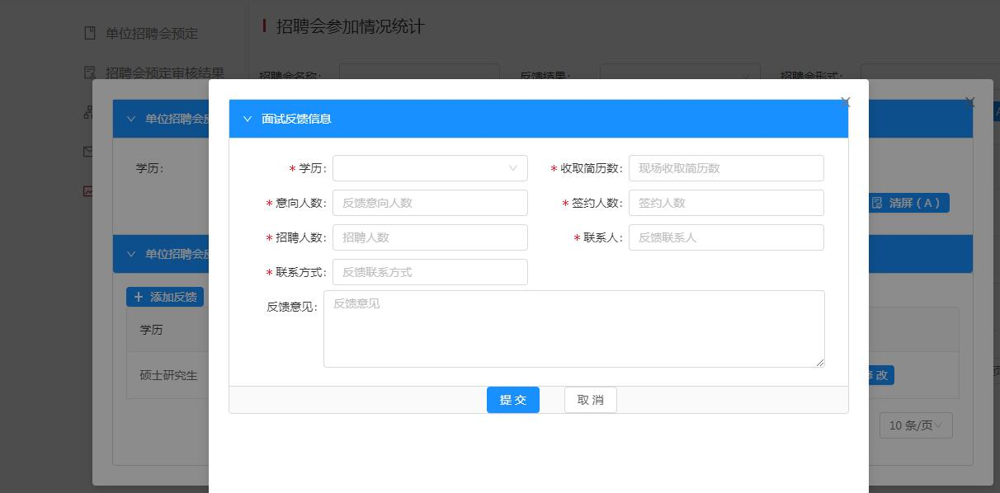 单位招聘会预定
招聘会参加情况统计
招聘会预定审核结果
招聘会名称:
反馈结果:
招聘会形式:
单位招聘会反
面试反馈信息
学历:
* 学历:
* 收取简历数: 现场收取简历数
* 意向人数: 反馈意向人数
* 签约人数: 签约人数
清屏 ( A )
* 招聘人数: 招聘人数
* 联系人: 反馈联系人
单位招聘会反
* 联系方式: 反馈联系方式
+ 添加反馈
反馈意见: 反馈意见
学历
硕士研究生
修 改
提 交
取 消
10 条/页